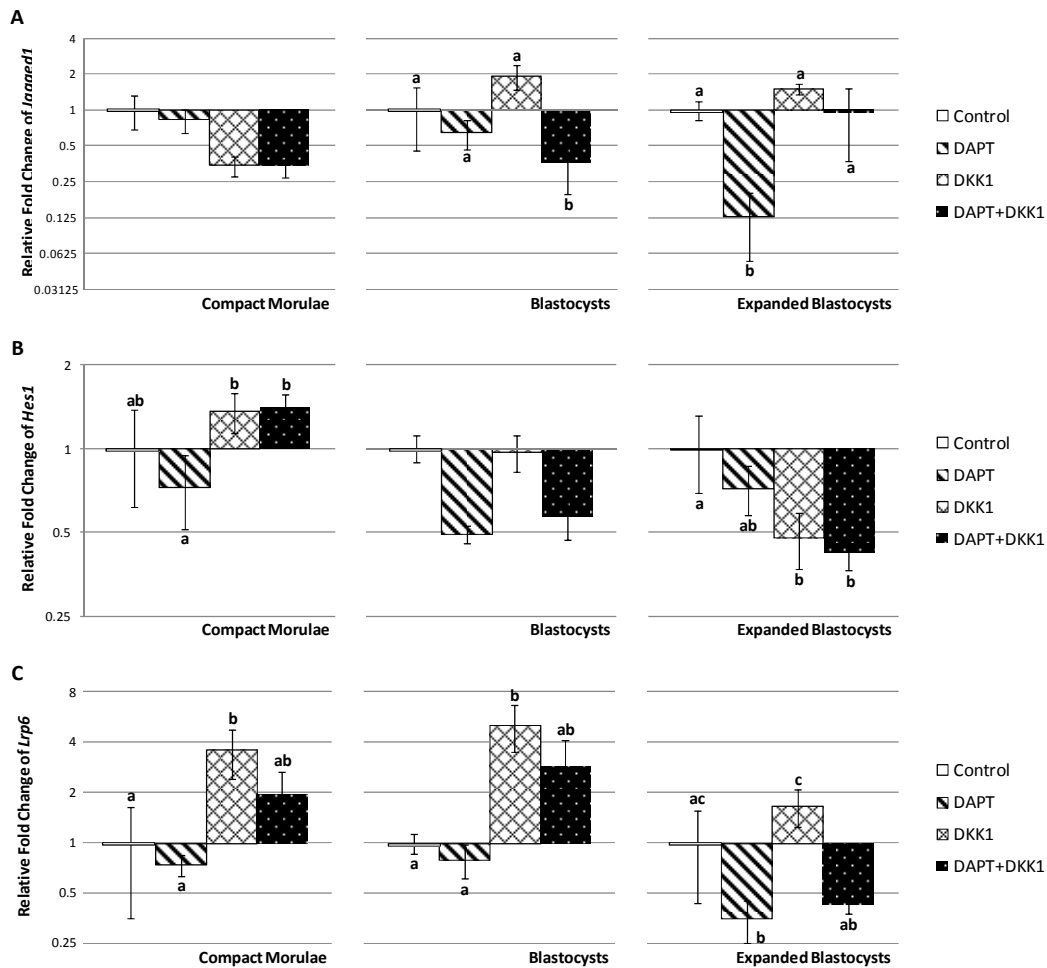 A
Relative Fold Change of Jagged1
4
2
1
0.5
0.25
0.125
0.0625
0.03125
a
a
a
b
a
b
a
a
Compact Morulae
Blastocysts
Expanded Blastocysts
Control
DAPT
DKK1
DAPT+DKK1
B
Relative Fold Change of Hes1
2
1
0.5
0.25
ab
a
b
b
a
ab
b
b
Compact Morulae
Blastocysts
Expanded Blastocysts
Control
DAPT
DKK1
DAPT+DKK1
C
Relative Fold Change of Lrp6
8
4
2
1
0.5
0.25
a
a
b
ab
a
a
b
ab
ac
b
c
ab
Compact Morulae
Blastocysts
Expanded Blastocysts
Control
DAPT
DKK1
DAPT+DKK1